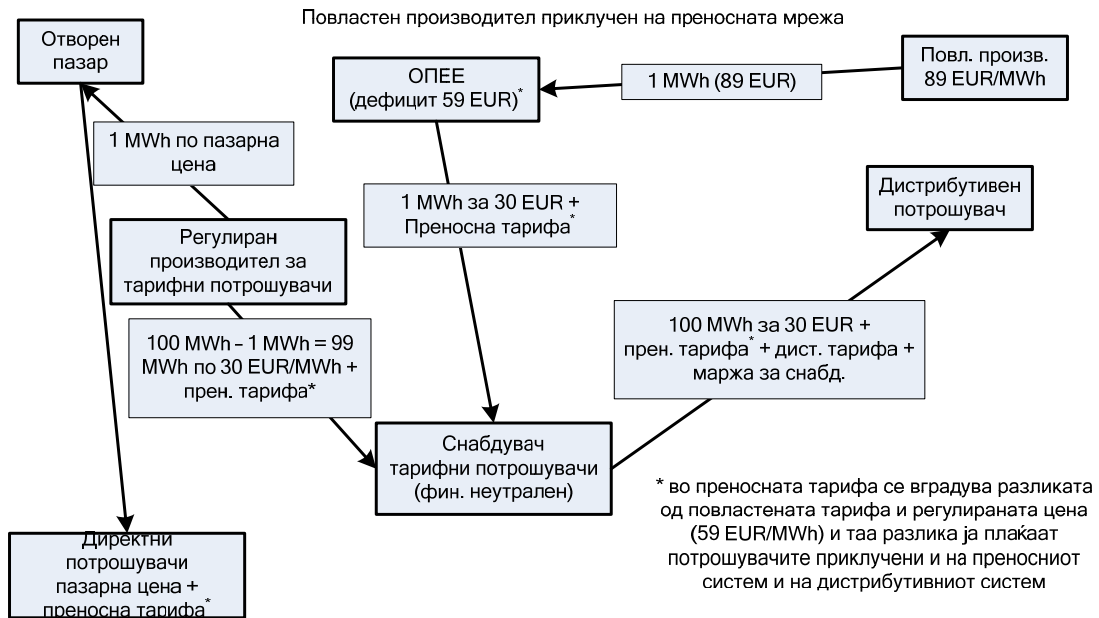 Повластен производител приклучен на преносната мрежа
Отворен
пазар
ОПЕЕ
(дефицит 59 EUR)*
1 MWh (89 EUR)
Повл. произв.
89 EUR/MWh
1 MWh по пазарна
цена
1 MWh за 30 EUR +
Преносна тарифа*
Дистрибутивен
потрошувач
Регулиран
производител за
тарифни потрошувачи
100 MWh – 1 MWh = 99
MWh по 30 EUR/MWh +
прен. тарифа*
100 MWh за 30 EUR +
прен. тарифа* + дист. тарифа +
маржа за снабд.
Снабдувач
тарифни потрошувачи
(фин. неутрален)
* во преносната тарифа се вградува разликата
од повластената тарифа и регулираната цена
(59 EUR/MWh) и таа разлика ја плаќаат
потрошувачите приклучени и на преносниот
систем и на дистрибутивниот систем
Директни
потрошувачи
пазарна цена +
преносна тарифа*